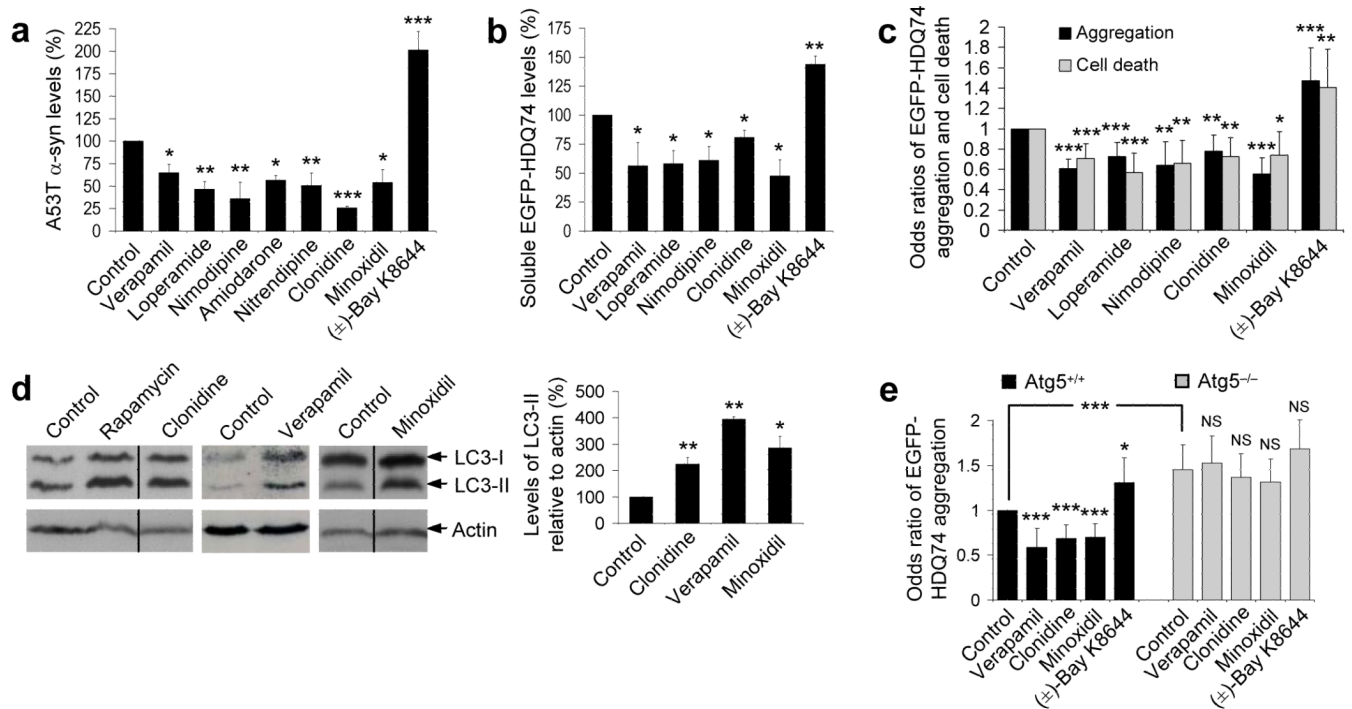 a
A53T α-syn levels (%)
225
200
175
150
125
100
75
50
25
0
*
**
**
*
**
***
*
***
Control
Verapamil
Loperamide
Nimodipine
Amiodarone
Nitrendipine
Clonidine
Minoxidil
(±)-Bay K8644
b
Soluble EGFP-HDQ74 levels (%)
175
150
125
100
75
50
25
0
*
*
*
*
*
**
Control
Verapamil
Loperamide
Nimodipine
Clonidine
Minoxidil
(±)-Bay K8644
c
Odds ratios of EGFP-HDQ74
aggregation and cell death
2
1.8
1.6
1.4
1.2
1
0.8
0.6
0.4
0.2
0
Aggregation
Cell death
***
***
***
***
**
**
**
**
***
*
***
**
Control
Verapamil
Loperamide
Nimodipine
Clonidine
Minoxidil
(±)-Bay K8644
d
Control
Rapamycin
Clonidine
Control
Verapamil
Control
Minoxidil
LC3-I
LC3-II
Actin
Levels of LC3-II
relative to actin (%)
500
400
300
200
100
0
**
**
*
Control
Clonidine
Verapamil
Minoxidil
e
Atg5+/+
Atg5–/–
Odds ratio of EGFP-
HDQ74 aggregation
2
1.5
1
0.5
0
***
***
***
***
*
NS
NS
NS
NS
Control
Verapamil
Clonidine
Minoxidil
(±)-Bay K8644
Control
Verapamil
Clonidine
Minoxidil
(±)-Bay K8644